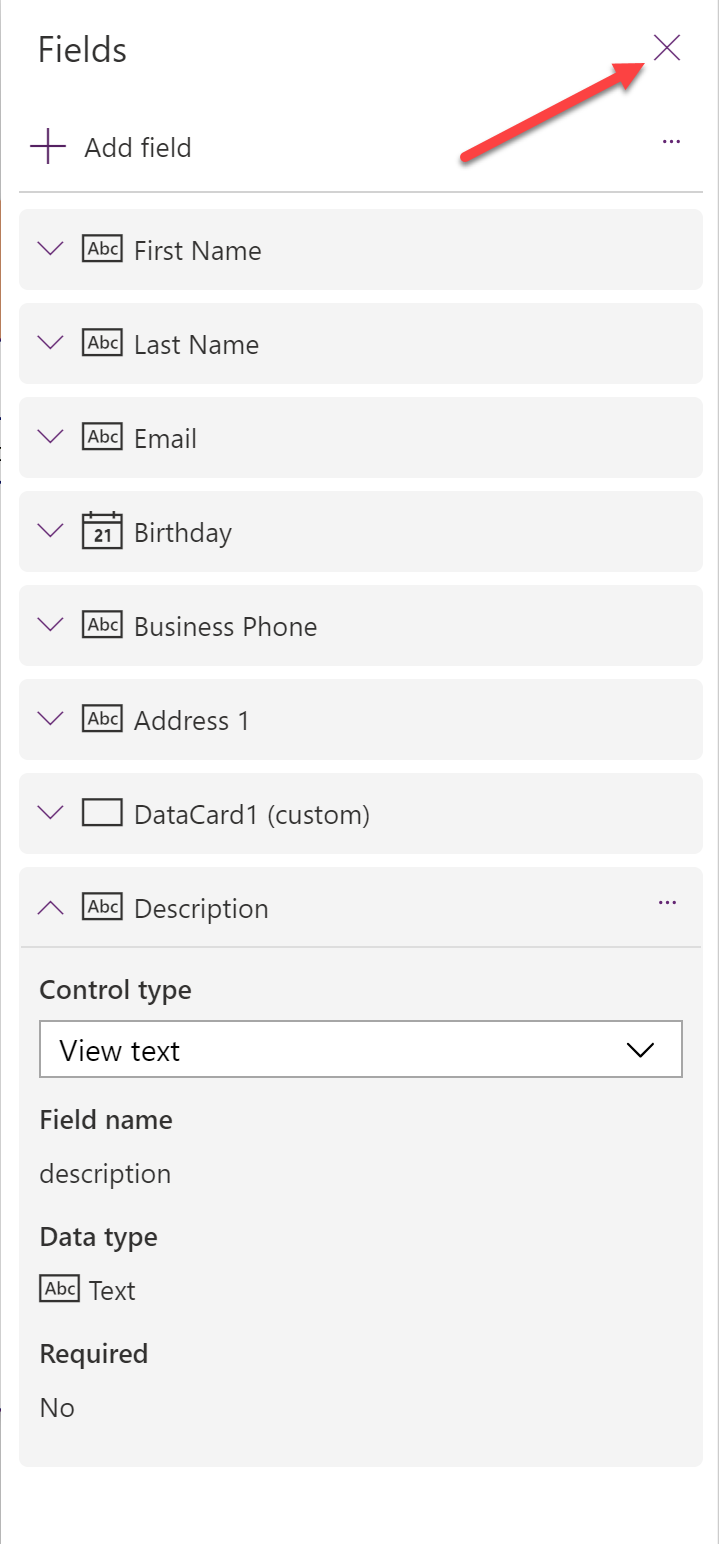 Fields
Add field
...
Abc First Name
Abc Last Name
Abc Email
21 Birthday
Abc Business Phone
Abc Address 1
DataCard1 (custom)
Abc Description ...
Control type
View text
Field name
description
Data type
Abc Text
Required
No